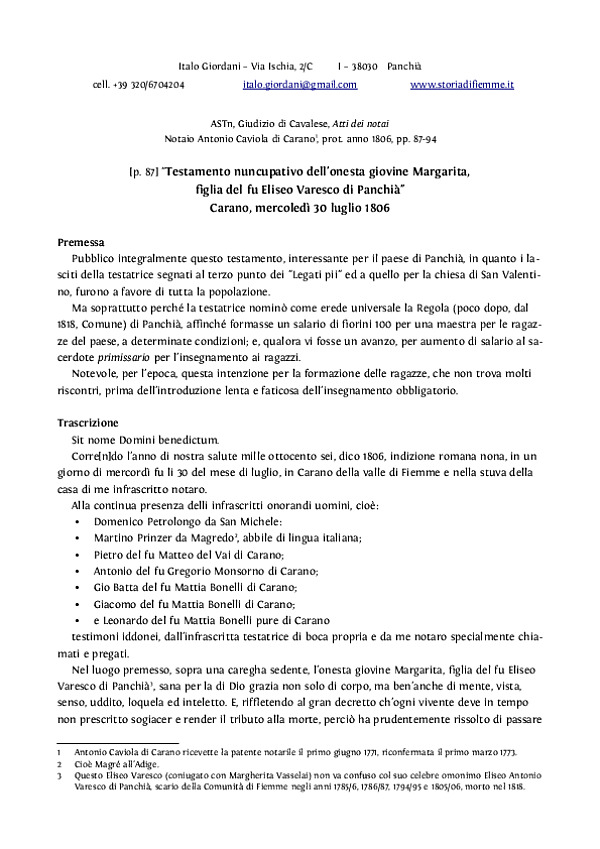 Italo Giordani – Via Ischia, 2/C I – 38030 Panchià
cell. +39 320/6704204 italo.giordani@gmail.com www.storiadifiemme.it
ASTn, Giudizio di Cavalese, Atti dei notai
Notaio Antonio Caviola di Carano¹, prot. anno 1806, pp. 87-94
[p. 87] "Testamento nuncupativo dell'onesta giovine Margarita,
figlia del fu Eliseo Varesco di Panchià"
Carano, mercoledì 30 luglio 1806
Premessa
Pubblico integralmente questo testamento, interessante per il paese di Panchià, in quanto i la-
sciti della testatrice segnati al terzo punto dei "Legati pii" ed a quello per la chiesa di San Valenti-
no, furono a favore di tutta la popolazione.
Ma soprattutto perché la testatrice nominò come erede universale la Regola (poco dopo, dal
1818, Comune) di Panchià, affinché formasse un salario di fiorini 100 per una maestra per le ragaz-
ze del paese, a determinate condizioni; e, qualora vi fosse un avanzo, per aumento di salario al sa-
cerdote primissario per l'insegnamento ai ragazzi.
Notevole, per l'epoca, questa intenzione per la formazione delle ragazze, che non trova molti
riscontri, prima dell'introduzione lenta e faticosa dell'insegnamento obbligatorio.
Trascrizione
Sit nome Domini benedictum.
Corre[n]do l'anno di nostra salute mille ottocento sei, dico 1806, indizione romana nona, in un
giorno di mercordì fu li 30 del mese di luglio, in Carano della valle di Fiemme e nella stuva della
casa di me infrascritto notaro.
Alla continua presenza delli infrascritti onorandi uomini, cioè:
• Domenico Petrolongo da San Michele:
• Martino Prinzer da Magredo², abbile di lingua italiana;
• Pietro del fu Matteo del Vai di Carano;
• Antonio del fu Gregorio Monsorno di Carano;
• Gio Batta del fu Mattia Bonelli di Carano;
• Giacomo del fu Mattia Bonelli di Carano;
• e Leonardo del fu Mattia Bonelli pure di Carano
testimoni iddonei, dall'infrascritta testatrice di boca propria e da me notaro specialmente chia-
mati e pregati.
Nel luogo premesso, sopra una caregha sedente, l'onesta giovine Margarita, figlia del fu Eliseo
Varesco di Panchià³, sana per la di Dio grazia non solo di corpo, ma ben'anche di mente, vista,
senso, uddito, loquela ed inteletto. E, riffletendo al gran decretto ch'ogni vivente deve in tempo
non prescritto sogiacer e render il tributo alla morte, perciò ha prudentemente rissolto di passare
1 Antonio Caviola di Carano ricevette la patente notarile il primo giugno 1771, riconfermata il primo marzo 1773.
2 Cioè Magré all'Adige.
3 Questo Eliseo Varesco (coniugato con Margherita Vasselai) non va confuso col suo celebre omonimo Eliseo Antonio
Varesco di Panchià, scario della Comunità di Fiemme negli anni 1785/6, 1786/87, 1794/95 e 1805/06, morto nel 1818.